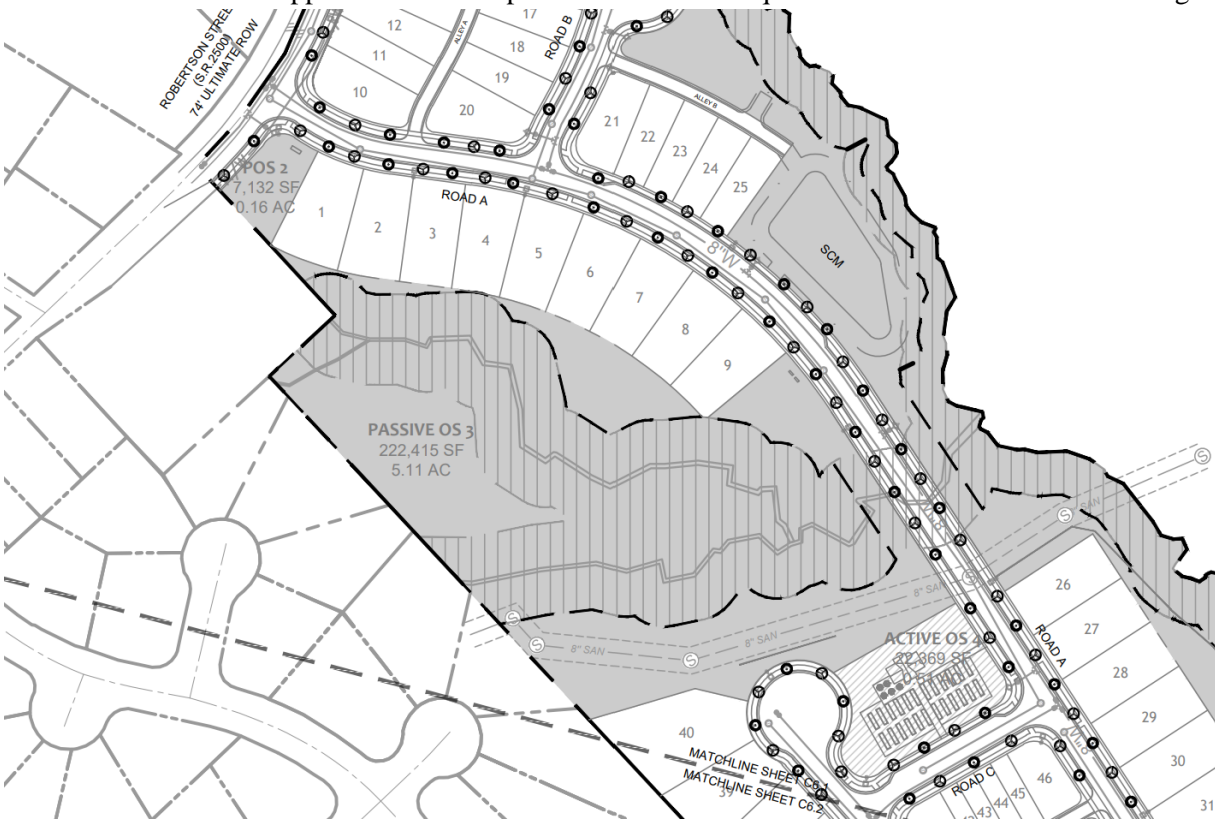 ROBERTSON STREET
(S.R.2500)
74' ULTIMATE ROW
12
11
10
ALLEY A
17
18
19
20
ROAD B
21
22
23
24
25
ALLEY B
POS 2
7,132 SF
0.16 AC
1
2
3
4
5
6
7
8
9
ROAD A
8"W
SCM
PASSIVE OS 3
222,415 SF
5.11 AC
S
SAN
S
S
8" SAN
S
S
8" SAN
S
8" SAN
ACTIVE OS 4
22,369 SF
26
27
28
29
30
31
ROAD A
40
39
MATCHLINE SHEET C6.1
MATCHLINE SHEET C6.2
ROAD C
43
44
45
46